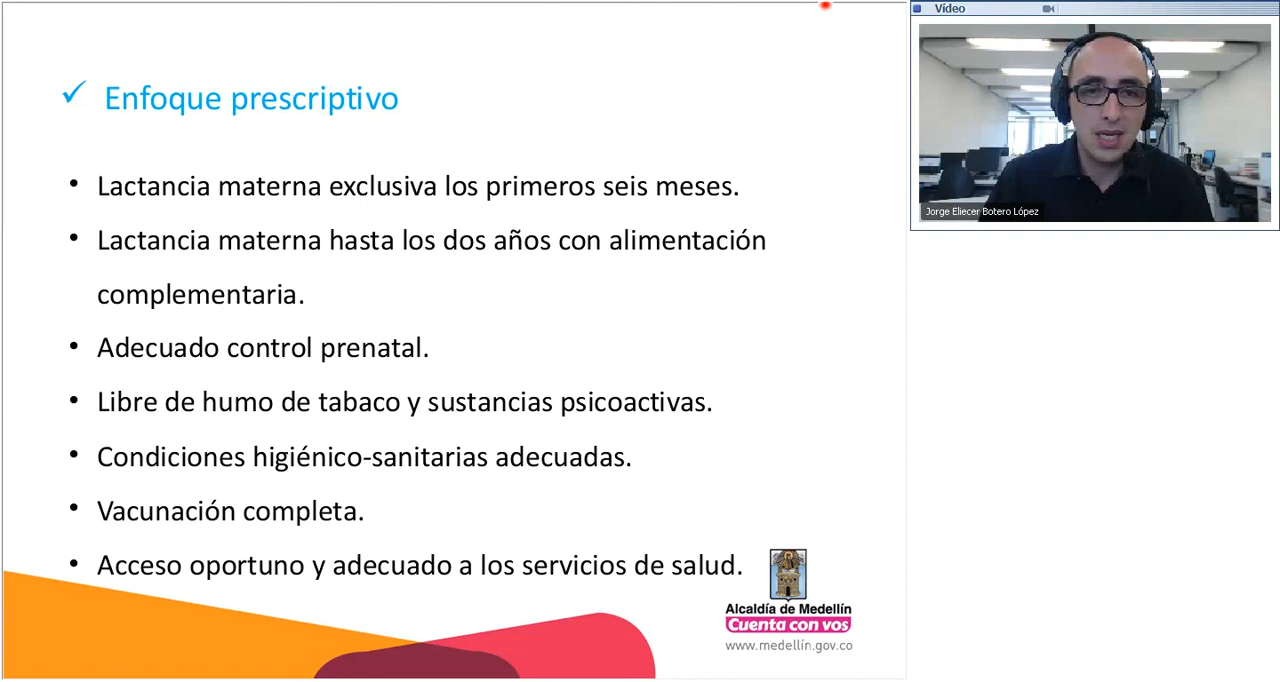 ✓ Enfoque prescriptivo
• Lactancia materna exclusiva los primeros seis meses.
• Lactancia materna hasta los dos años con alimentación
complementaria.
• Adecuado control prenatal.
• Libre de humo de tabaco y sustancias psicoactivas.
• Condiciones higiénico-sanitarias adecuadas.
• Vacunación completa.
• Acceso oportuno y adecuado a los servicios de salud.
Alcaldía de Medellín
Cuenta con vos
www.medellín.gov.co
Vídeo
Jorge Eliecer Botero López